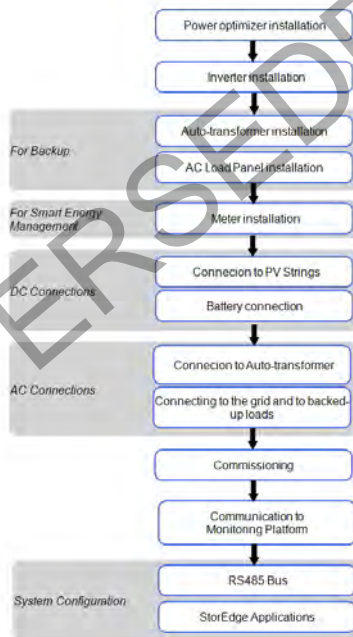 Power optimizer installation
Inverter installation
For Backup
Auto-transformer installation
AC Load Panel installation
For Smart Energy
Management
Meter installation
DC Connections
Connecion to PV Strings
Battery connection
AC Connections
Connecion to Auto-transformer
Connecting to the grid and to backed-
up loads
Commissioning
Communication to
Monitoring Platform
System Configuration
RS485 Bus
StorEdge Applications